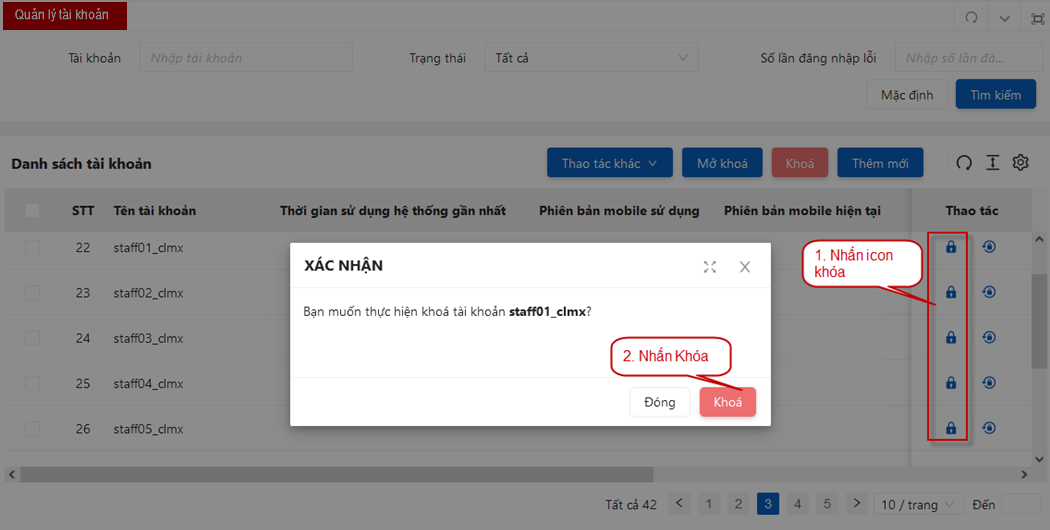 Quản lý tài khoản
Tài khoản Nhập tài khoản Trạng thái Tất cả Số lần đăng nhập lỗi Nhập số lần đã...
Mặc định Tìm kiếm
Danh sách tài khoản Thao tác khác Mở khoá Khoá Thêm mới
STT Tên tài khoản Thời gian sử dụng hệ thống gần nhất Phiên bản mobile sử dụng Phiên bản mobile hiện tại Thao tác
22 staff01_clmx
1. Nhấn icon
khóa
XÁC NHẬN
23 staff02_clmx
Bạn muốn thực hiện khoá tài khoản staff01_clmx?
24 staff03_clmx
2. Nhấn Khóa
25 staff04_clmx
Đóng Khoá
26 staff05_clmx
Tất cả 42 < 1 2 3 4 5 > 10 / trang Đến